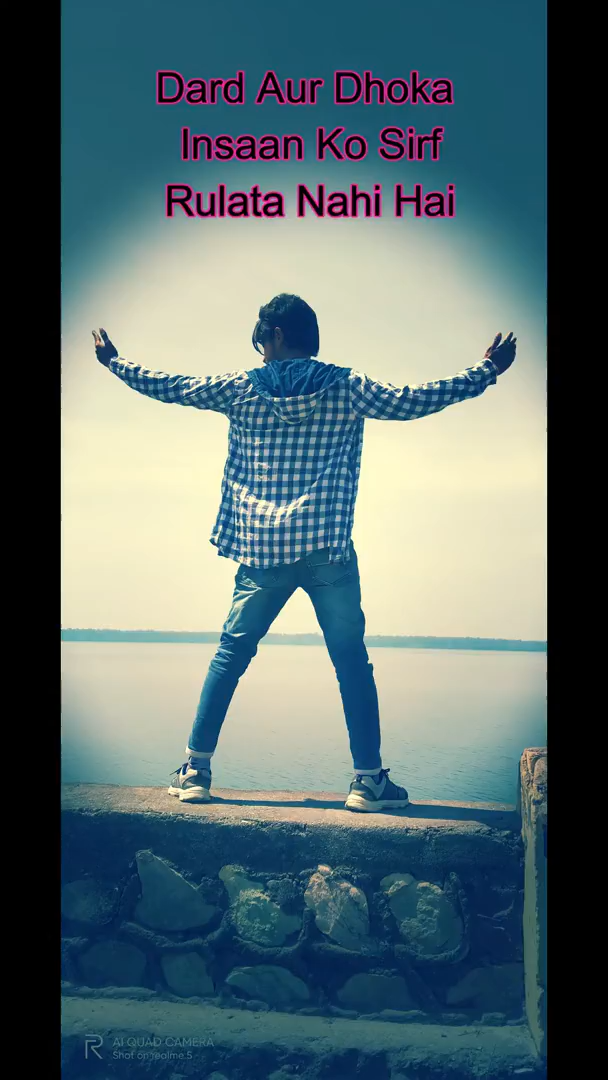 Dard Aur Dhoka
Insaan Ko Sirf
Rulata Nahi Hai
R AI QUAD CAMERA
Shot on realme 5